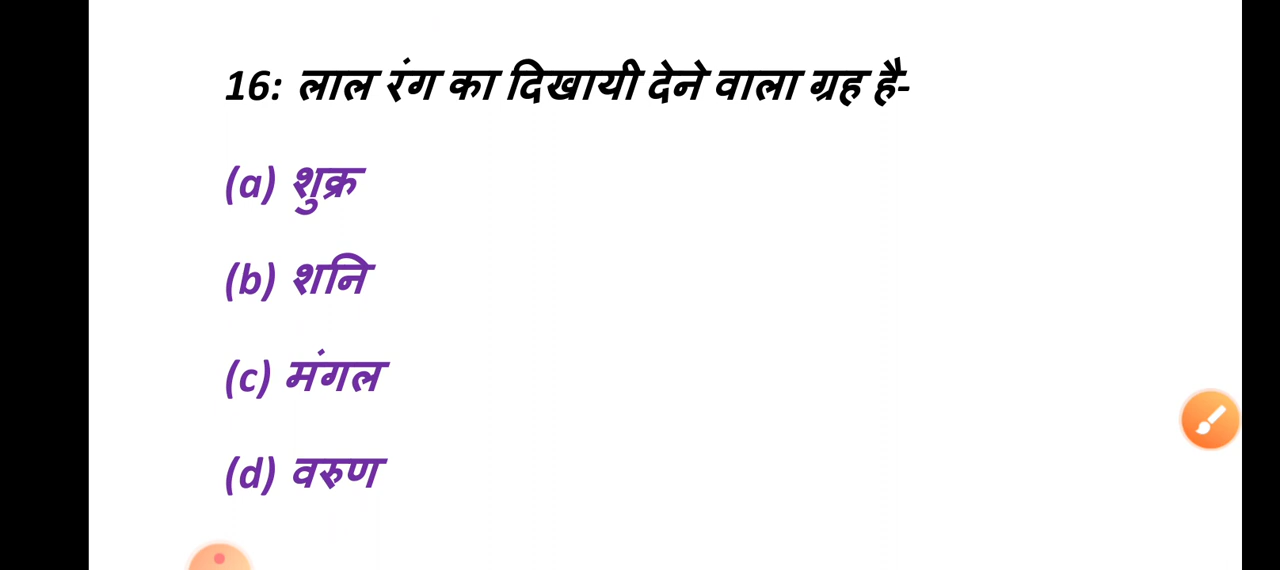 16: लाल रंग का दिखायी देने वाला ग्रह है-
(a) शुक्र
(b) शनि
(c) मंगल
(d) वरुण